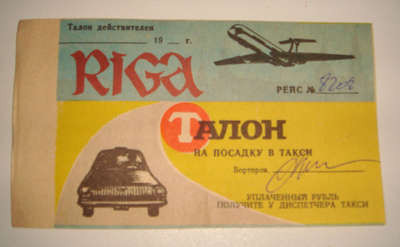 Талон действителен
19 г.
RIGA
РЕЙС №
ТАЛОН
НА ПОСАДКУ В ТАКСИ
Бортпров.
УПЛАЧЕННЫЙ РУБЛЬ
ПОЛУЧИТЕ У ДИСПЕТЧЕРА ТАКСИ